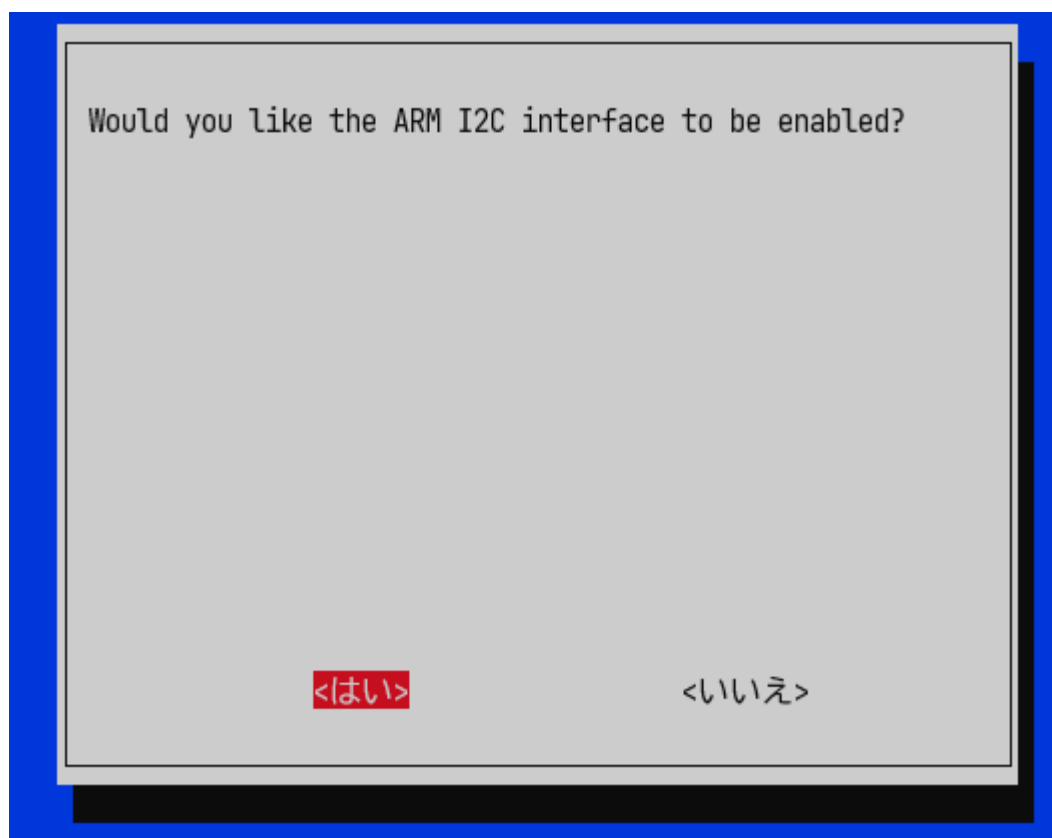 Would you like the ARM I2C interface to be enabled?
<はい> <いいえ>